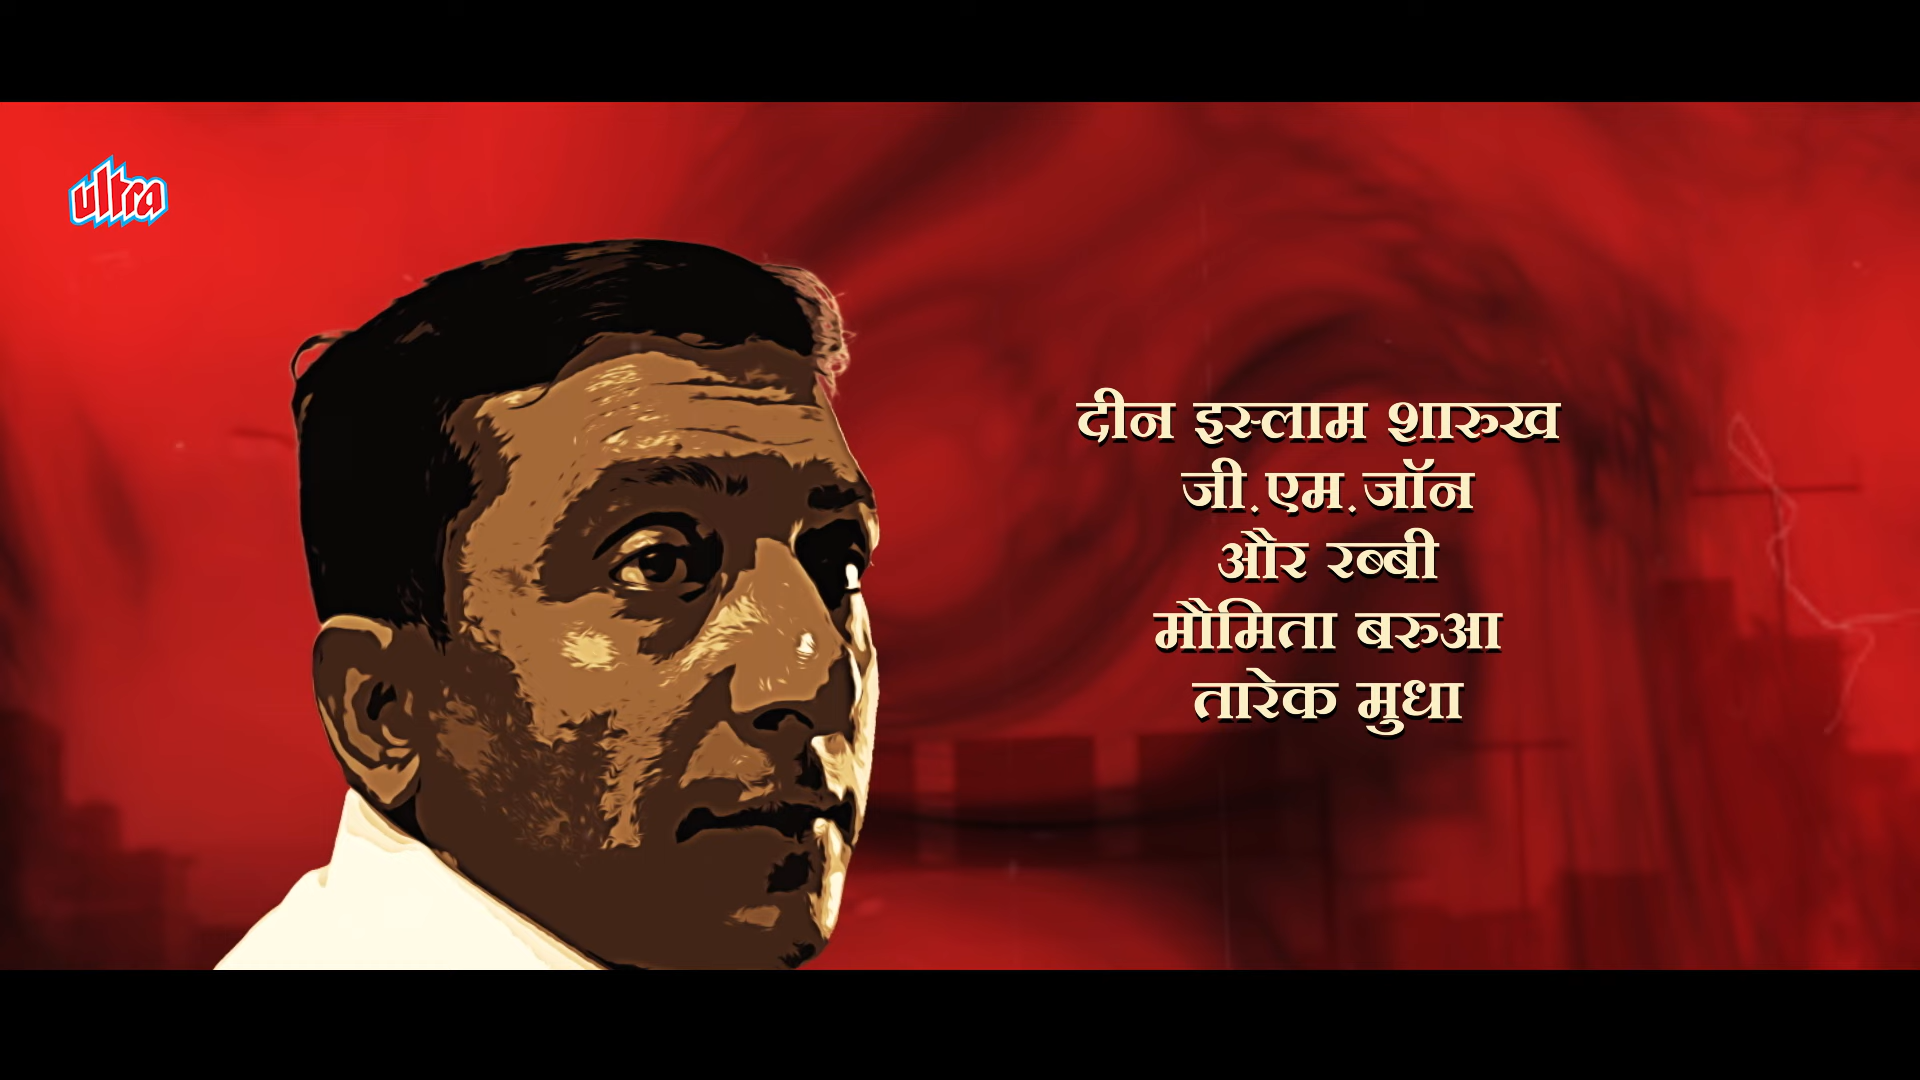 ultra
दीन इस्लाम शारुख
जी.एम.जॉन
और रब्बी
मौमिता बरुआ
तारेक मुधा